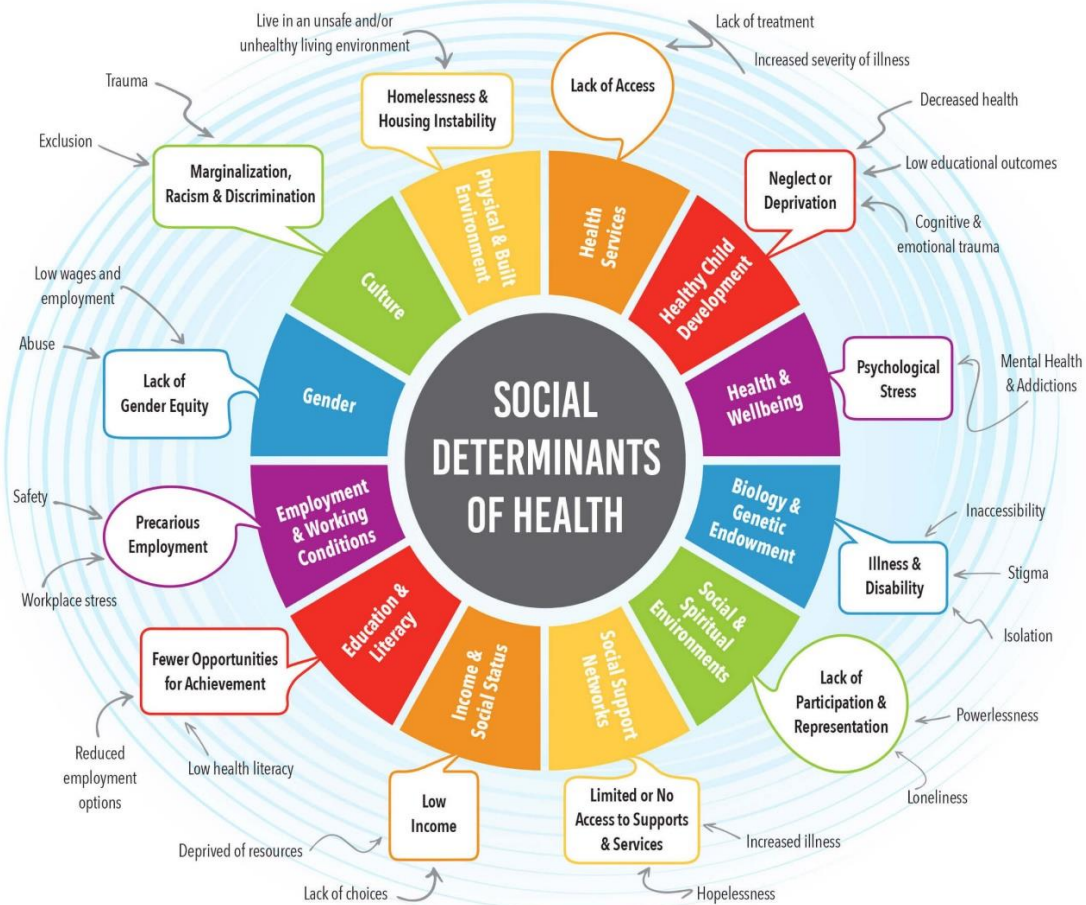 SOCIAL
DETERMINANTS
OF HEALTH
Health
Services
Lack of Access
Lack of treatment
Increased severity of illness
Healthy Child
Development
Neglect or
Deprivation
Decreased health
Low educational outcomes
Cognitive &
emotional trauma
Health &
Wellbeing
Psychological
Stress
Mental Health
& Addictions
Biology &
Genetic
Endowment
Illness &
Disability
Inaccessibility
Stigma
Isolation
Social &
Spiritual
Environments
Lack of
Participation &
Representation
Powerlessness
Loneliness
Social Support
Networks
Limited or No
Access to Supports
& Services
Increased illness
Hopelessness
Income &
Social Status
Low
Income
Deprived of resources
Lack of choices
Education &
Literacy
Fewer Opportunities
for Achievement
Reduced
employment
options
Low health literacy
Employment
& Working
Conditions
Precarious
Employment
Safety
Workplace stress
Gender
Lack of
Gender Equity
Low wages and
employment
Abuse
Culture
Marginalization,
Racism & Discrimination
Trauma
Exclusion
Physical & Built
Environment
Homelessness &
Housing Instability
Live in an unsafe and/or
unhealthy living environment